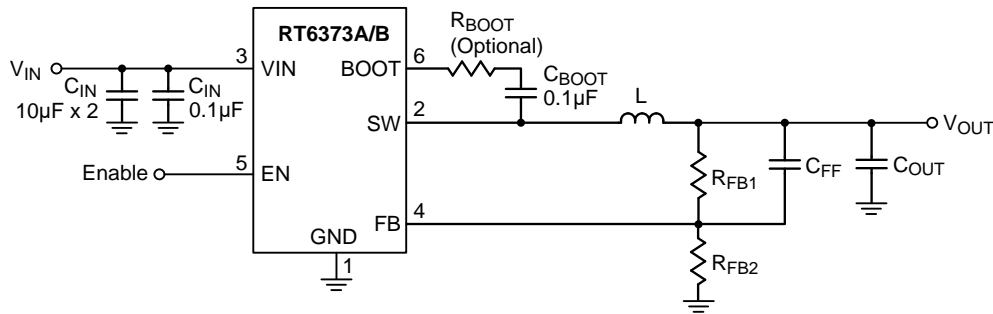 RT6373A/B
R_BOOT
(Optional)
V_IN
3
VIN
BOOT
6
C_BOOT
0.1µF
C_IN
10µF x 2
C_IN
0.1µF
2
SW
L
V_OUT
Enable
5
EN
R_FB1
C_FF
C_OUT
FB
4
GND
1
R_FB2